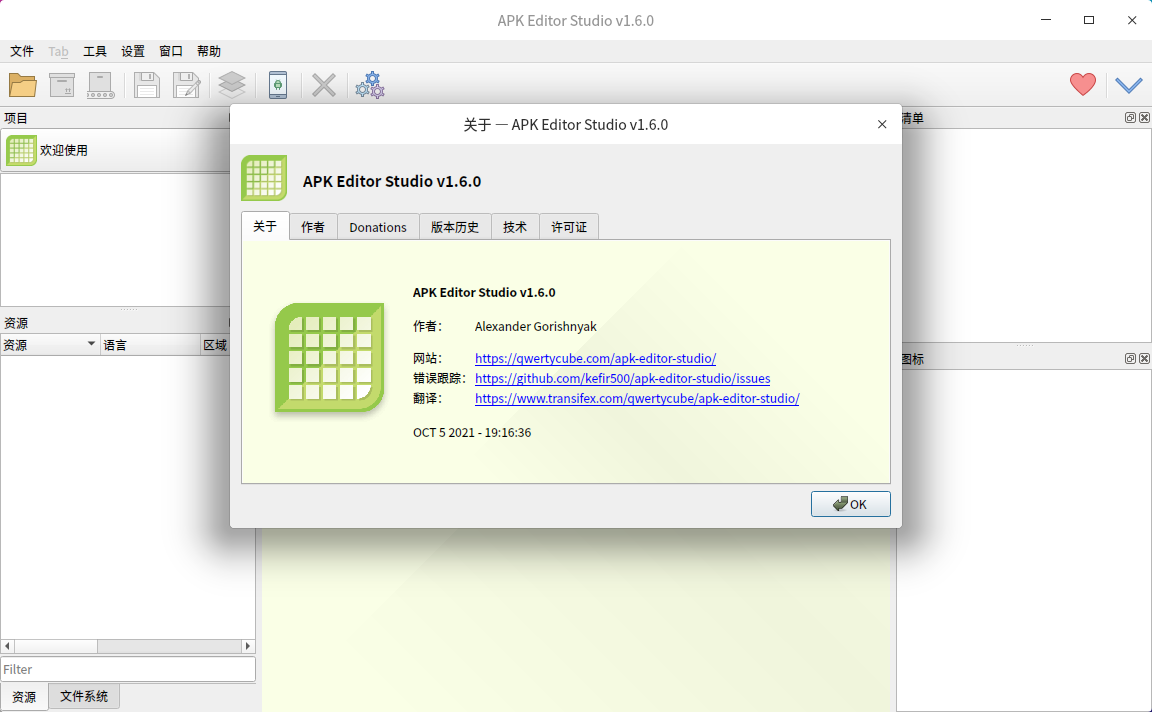 APK Editor Studio v1.6.0
文件 Tab 工具 设置 窗口 帮助
项目
清单
欢迎使用
关于 — APK Editor Studio v1.6.0
APK Editor Studio v1.6.0
关于 作者 Donations 版本历史 技术 许可证
APK Editor Studio v1.6.0
作者： Alexander Gorishnyak
网站： https://qwertycube.com/apk-editor-studio/
错误跟踪： https://github.com/kefir500/apk-editor-studio/issues
翻译： https://www.transifex.com/qwertycube/apk-editor-studio/
OCT 5 2021 - 19:16:36
OK
资源
资源 语言 区域
图标
Filter
资源 文件系统